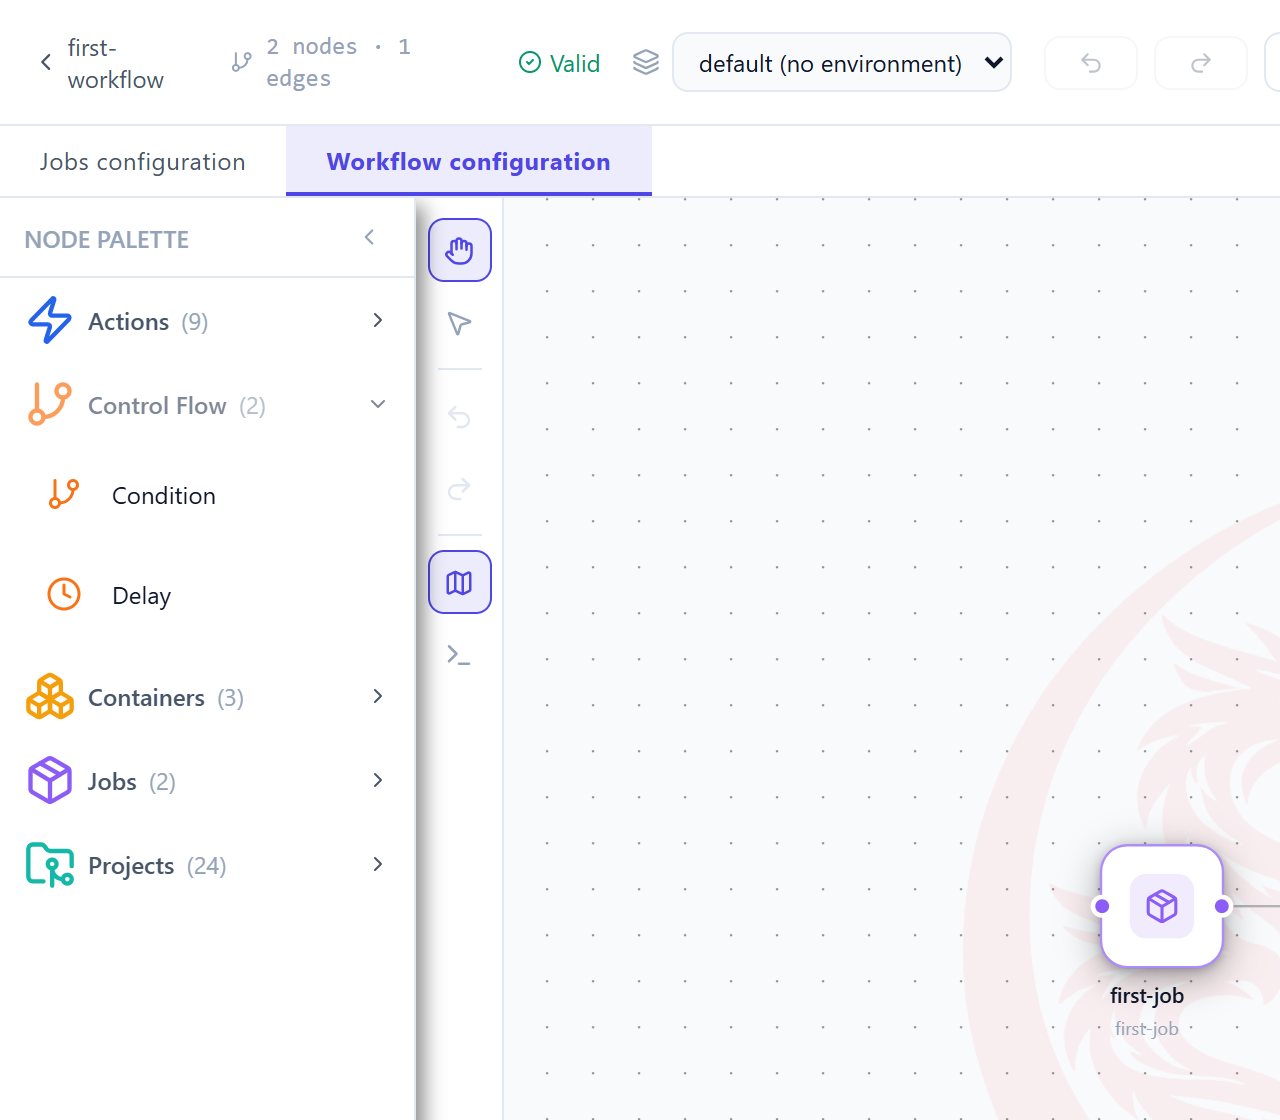 first-
workflow
2 nodes · 1
edges
Valid
default (no environment)
Jobs configuration
Workflow configuration
NODE PALETTE
Actions (9)
Control Flow (2)
Condition
Delay
Containers (3)
Jobs (2)
Projects (24)
first-job
first-job